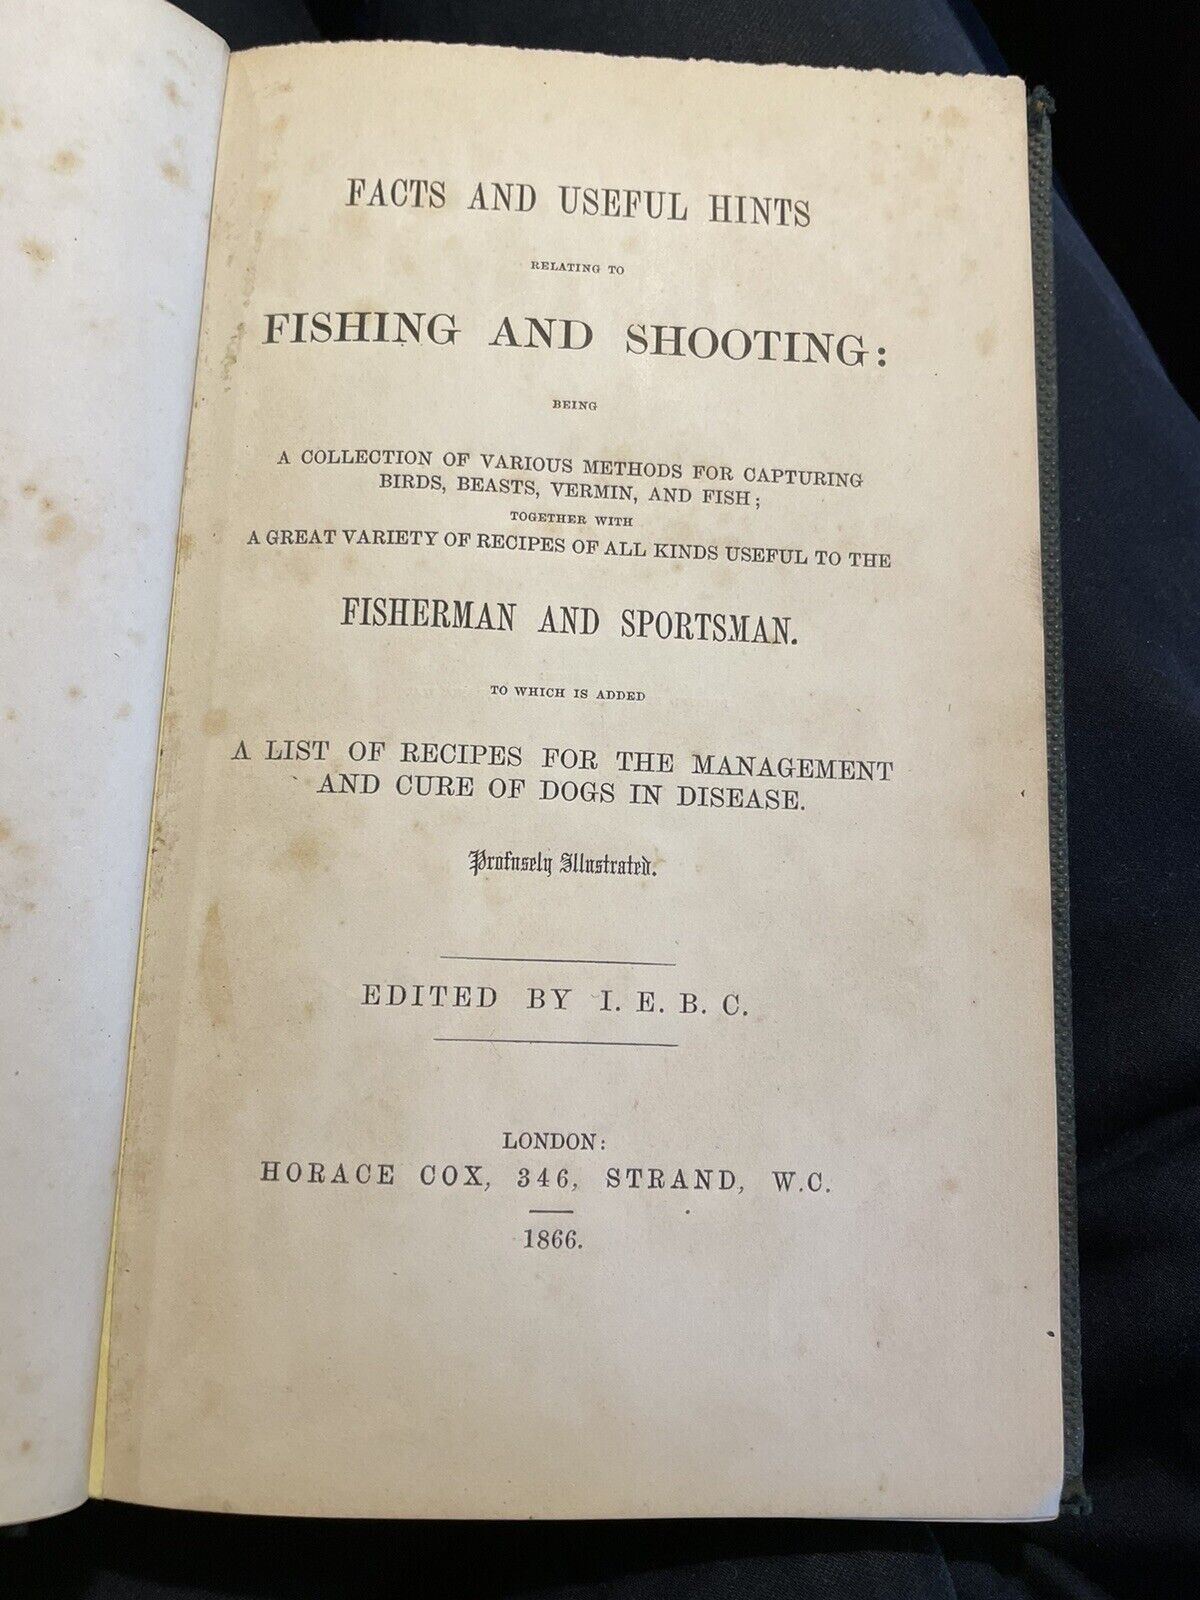 FACTS AND USEFUL HINTS
RELATING TO
FISHING AND SHOOTING:
BEING
A COLLECTION OF VARIOUS METHODS FOR CAPTURING
BIRDS, BEASTS, VERMIN, AND FISH;
TOGETHER WITH
A GREAT VARIETY OF RECIPES OF ALL KINDS USEFUL TO THE
FISHERMAN AND SPORTSMAN.
TO WHICH IS ADDED
A LIST OF RECIPES FOR THE MANAGEMENT
AND CURE OF DOGS IN DISEASE.
Profusely Illustrated.
EDITED BY I. E. B. C.
LONDON:
HORACE COX, 346, STRAND, W.C.
1866.